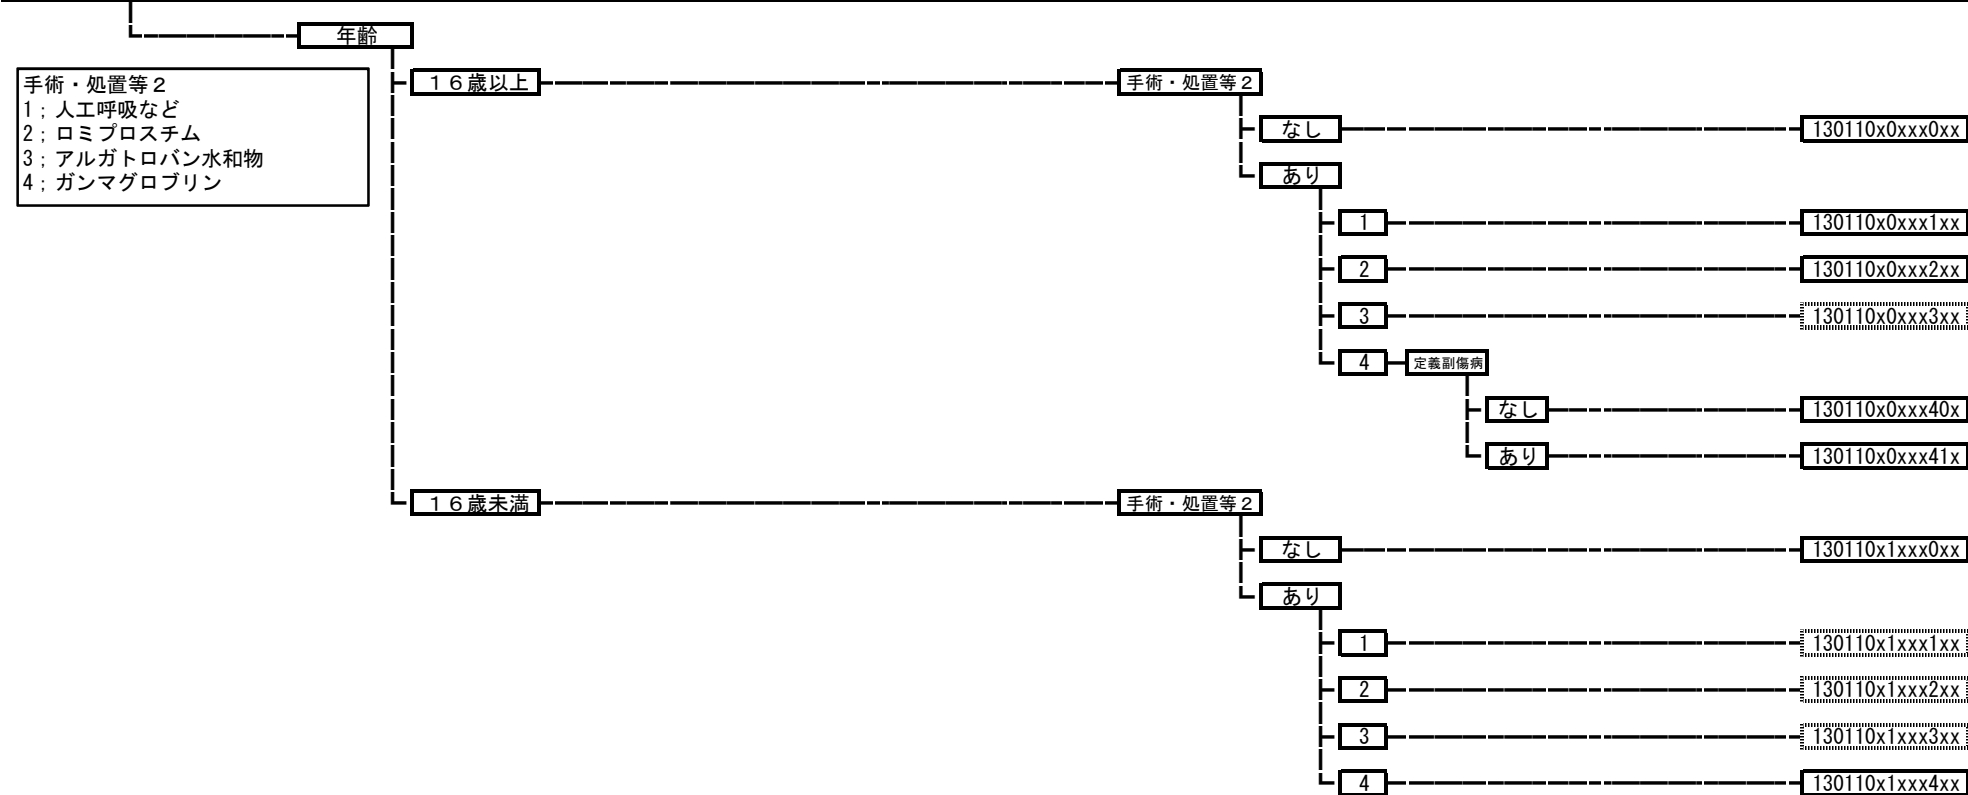 年齢
手術・処置等２
1；人工呼吸など
2；ロミプロスチム
3；アルガトロバン水和物
4；ガンマグロブリン
１６歳以上
手術・処置等２
なし
130110x0xxx0xx
あり
1
130110x0xxx1xx
2
130110x0xxx2xx
3
130110x0xxx3xx
4
定義副傷病
なし
130110x0xxx40x
あり
130110x0xxx41x
１６歳未満
手術・処置等２
なし
130110x1xxx0xx
あり
1
130110x1xxx1xx
2
130110x1xxx2xx
3
130110x1xxx3xx
4
130110x1xxx4xx